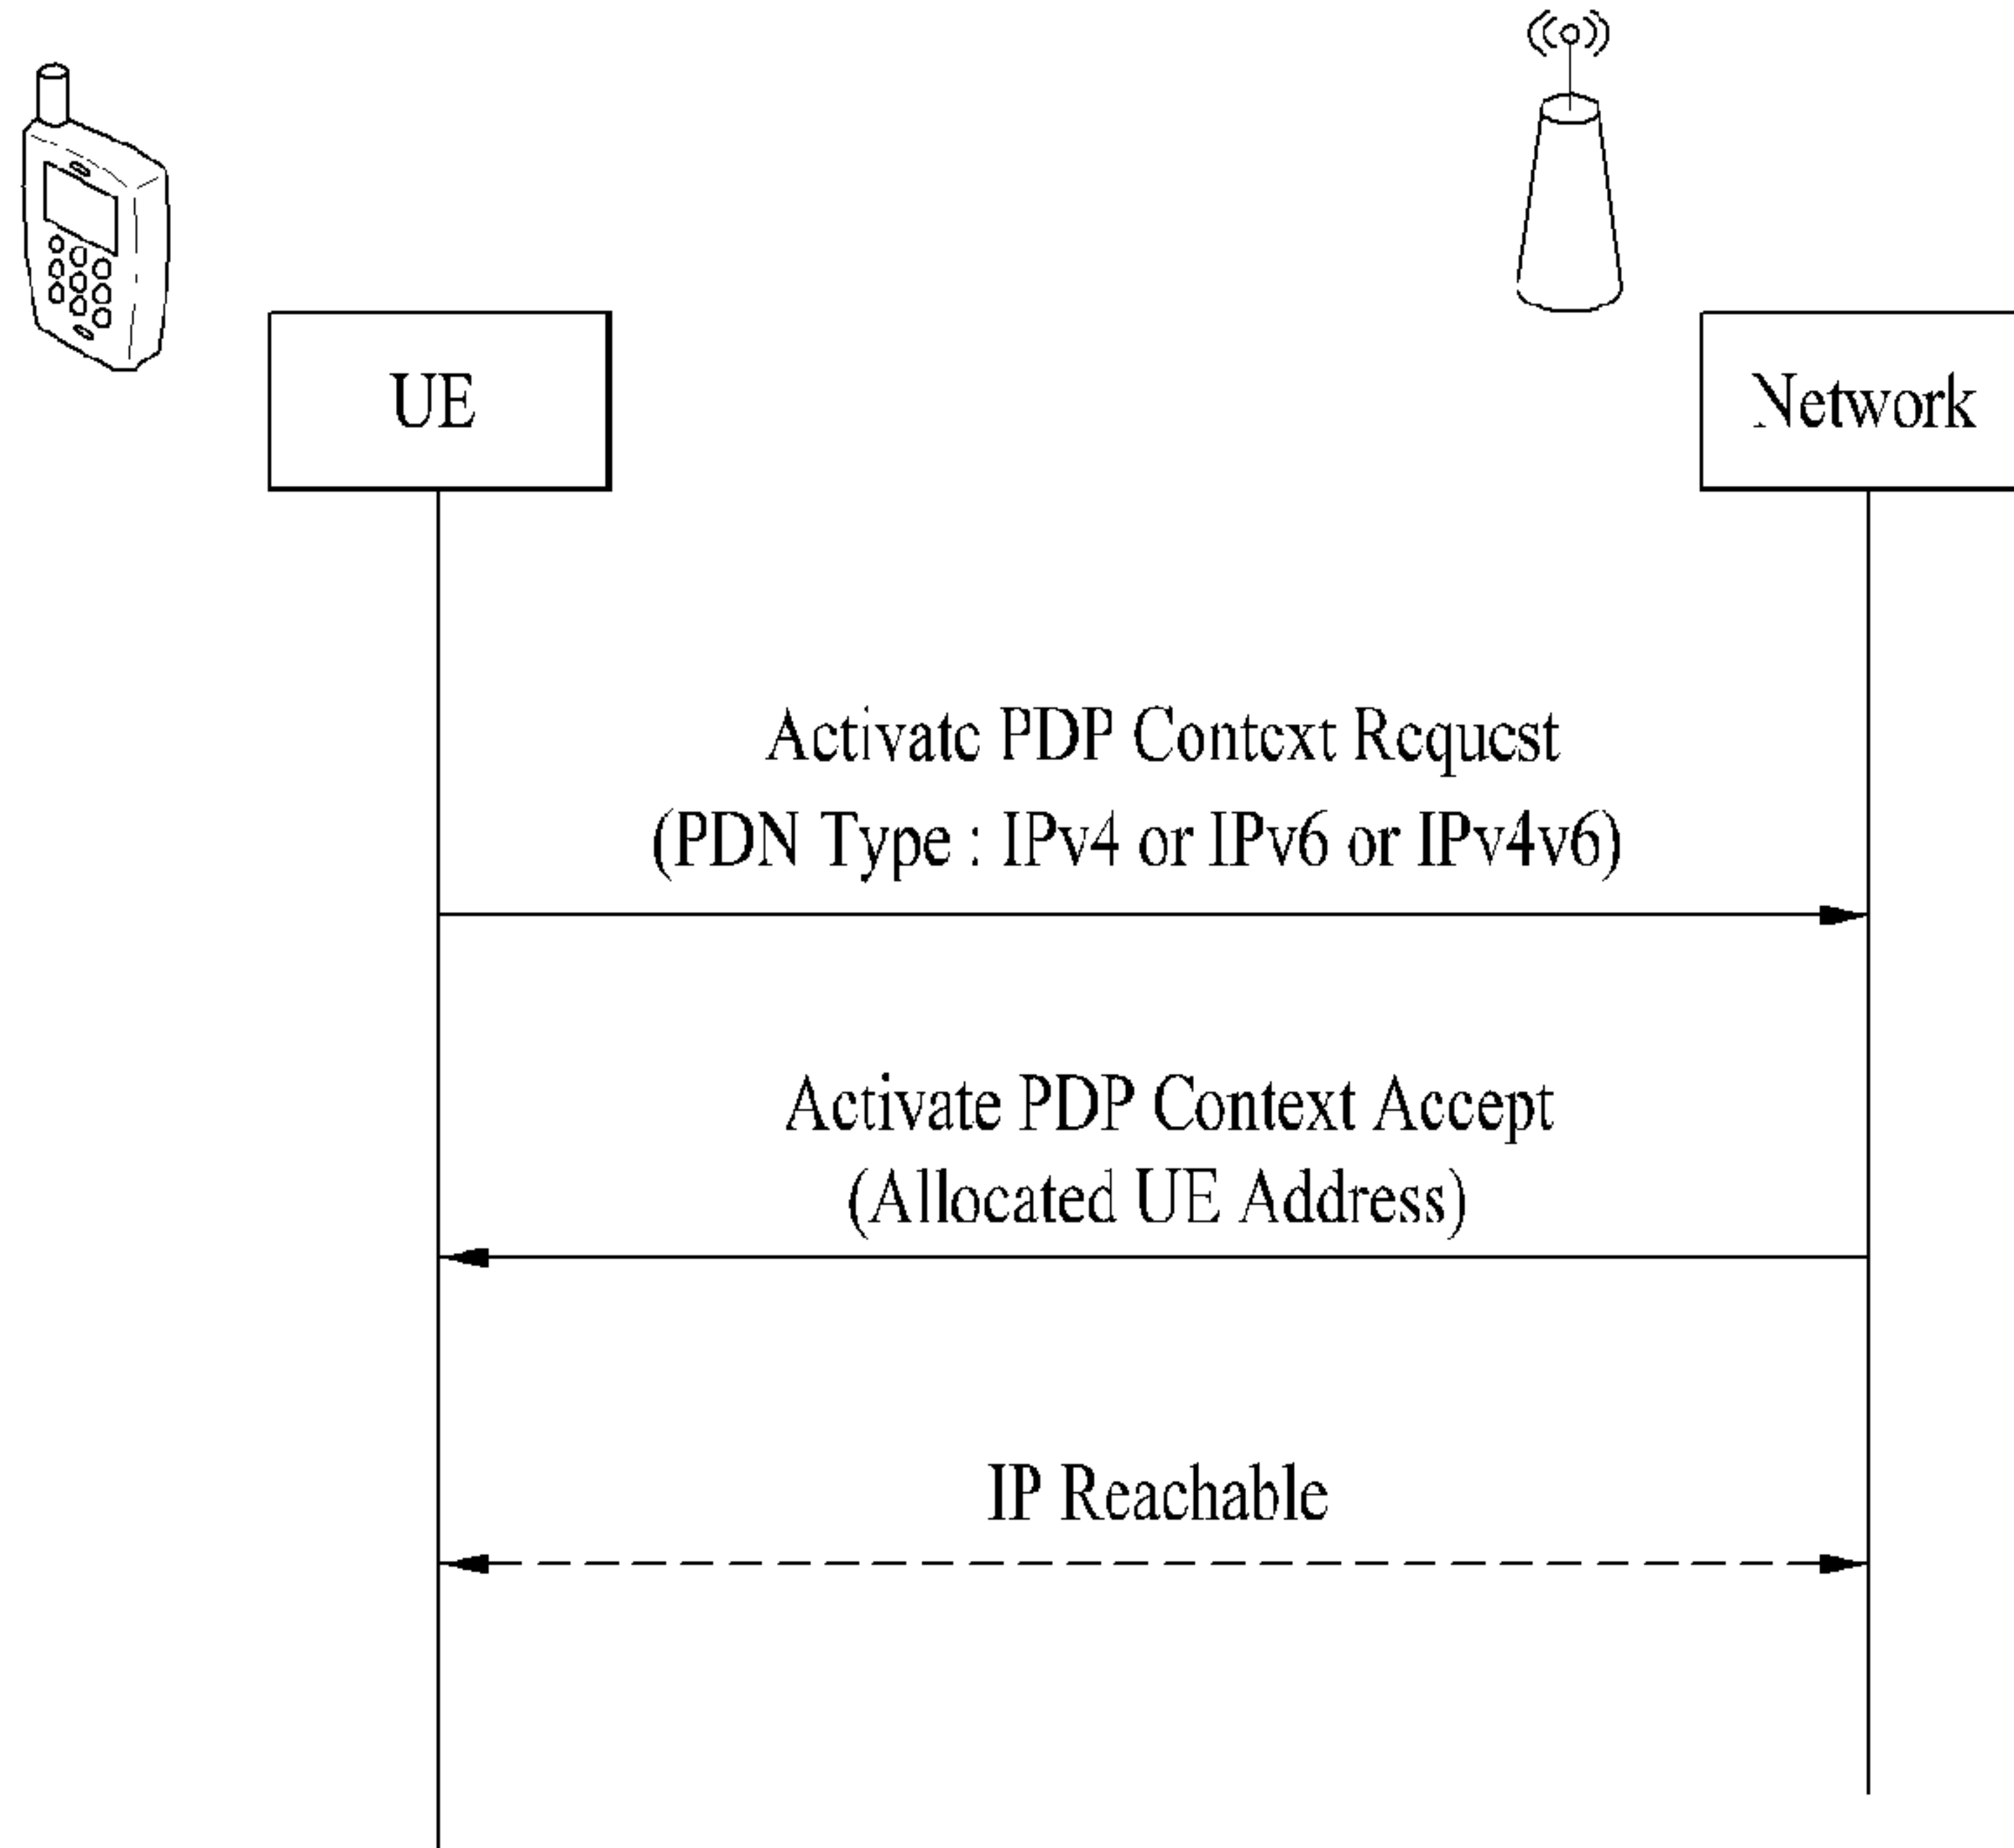 UE
Network
Activate PDP Context Request
(PDN Type : IPv4 or IPv6 or IPv4v6)
Activate PDP Context Accept
(Allocated UE Address)
IP Reachable